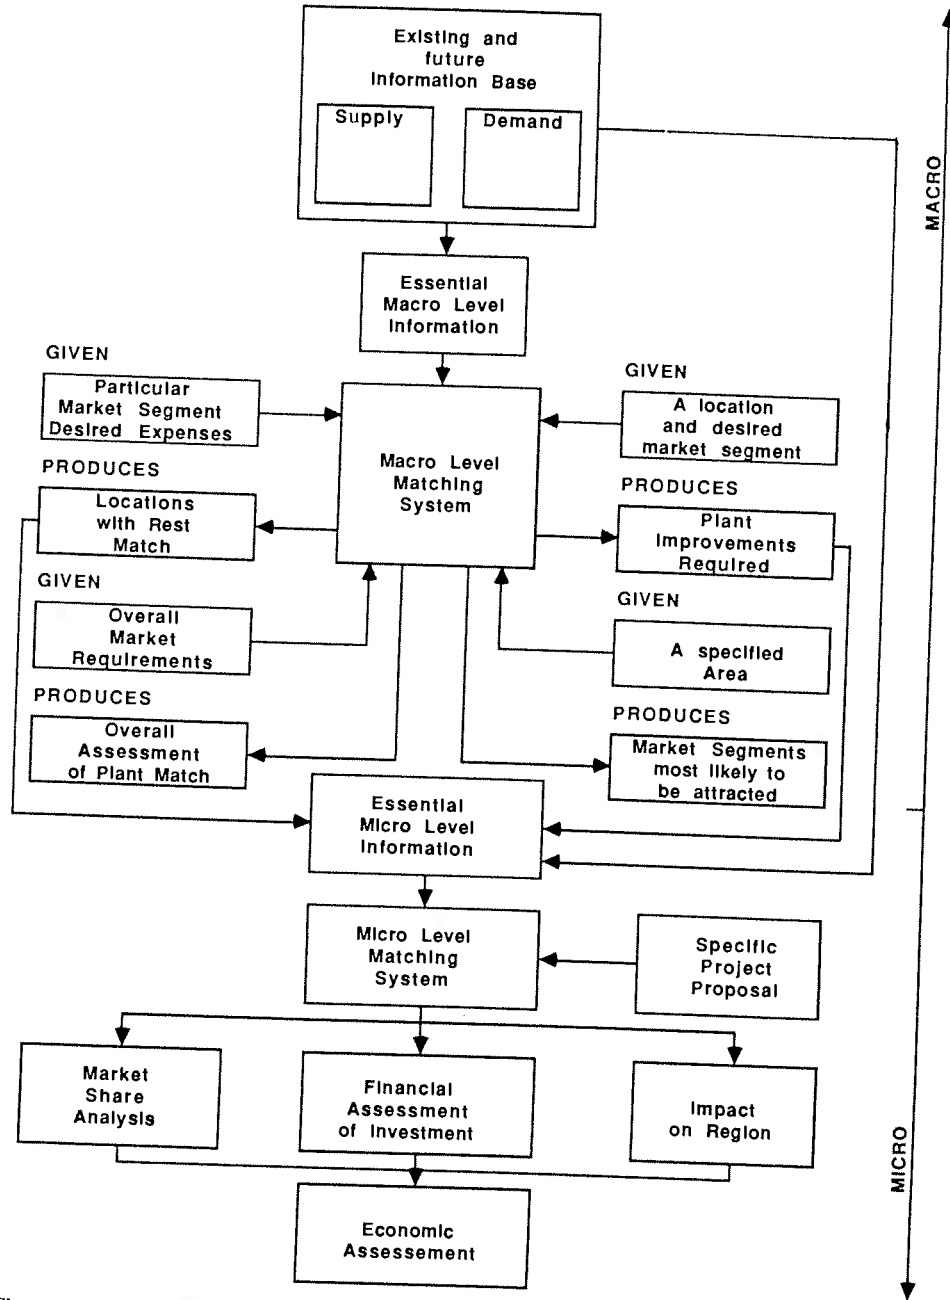 Existing and
future
Information Base
Supply
Demand
MACRO
Essential
Macro Level
Information
GIVEN
Particular
Market Segment
Desired Expenses
GIVEN
A location
and desired
market segment
Macro Level
Matching
System
PRODUCES
Locations
with Rest
Match
PRODUCES
Plant
Improvements
Required
GIVEN
Overall
Market
Requirements
GIVEN
A specified
Area
PRODUCES
Overall
Assessment
of Plant Match
PRODUCES
Market Segments
most likely to
be attracted
Essential
Micro Level
Information
Micro Level
Matching
System
Specific
Project
Proposal
Market
Share
Analysis
Financial
Assessment
of Investment
Impact
on Region
MICRO
Economic
Assessement